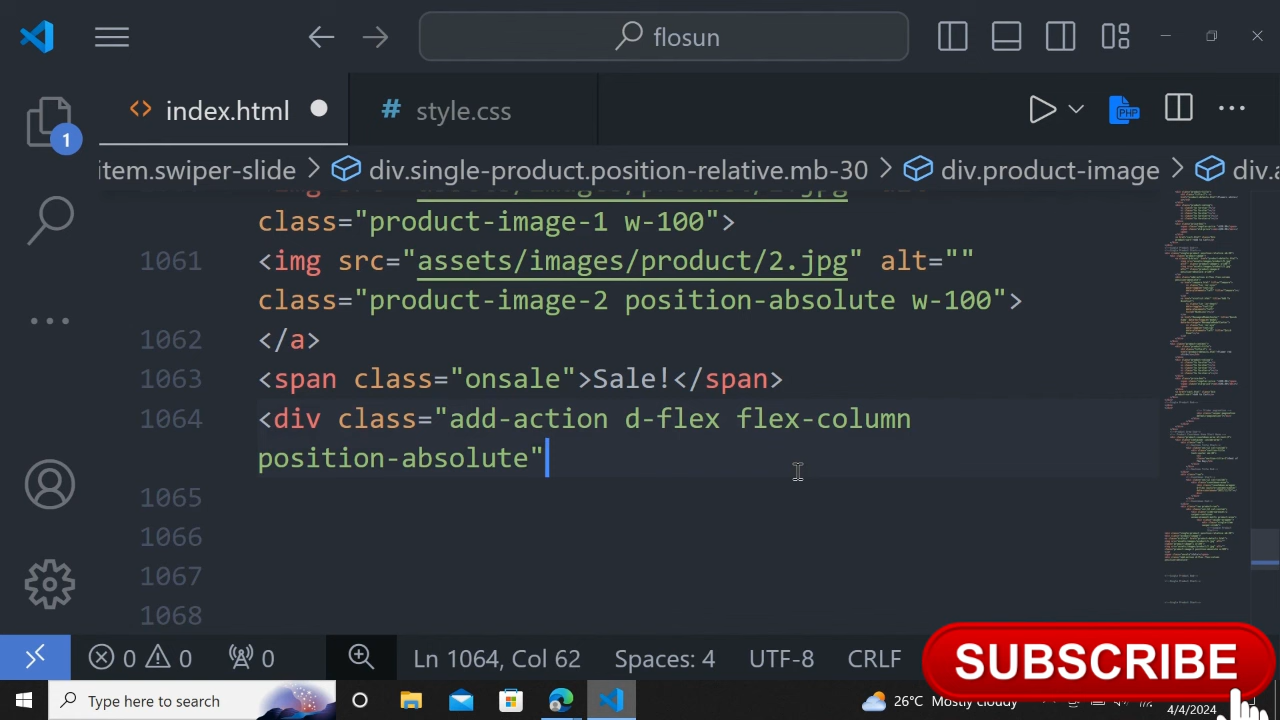 flosun
index.html
style.css
PHP
1
item.swiper-slide
div.single-product.position-relative.mb-30
div.product-image
class="product-image-1 w-100">
1061 <img src="assets/images/product/2.jpg" alt=""
class="product-image-2 position-absolute w-100">
1062 </a>
1063 <span class="onsale">Sale!</span>
1064 <div class="add-action d-flex flex-column
position-absolute"
1065
1066
1067
1068
0 0 0 Ln 1064, Col 62 Spaces: 4 UTF-8 CRLF
SUBSCRIBE
Type here to search
26°C Mostly cloudy
4/4/2024